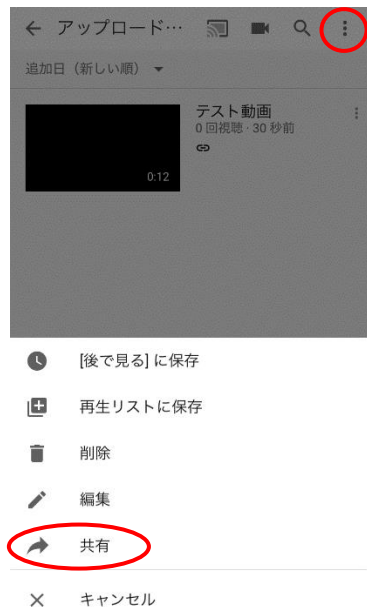 アップロード…
追加日（新しい順）
テスト動画
0 回視聴 · 30 秒前
0:12
[後で見る] に保存
再生リストに保存
削除
編集
共有
キャンセル